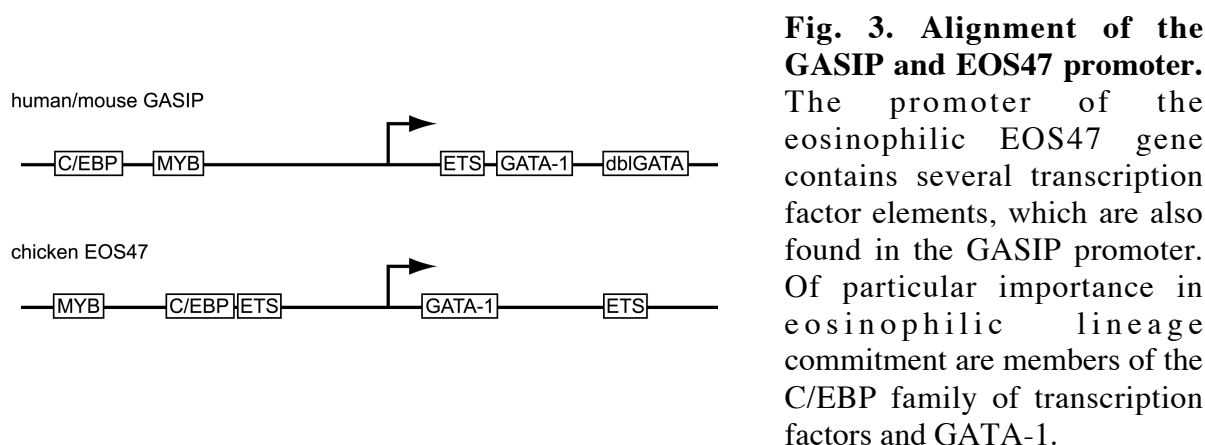 human/mouse GASIP
C/EBP MYB ETS GATA-1 dblGATA
chicken EOS47
MYB C/EBP ETS GATA-1 ETS
Fig. 3. Alignment of the
GASIP and EOS47 promoter.
The promoter of the
eosinophilic EOS47 gene
contains several transcription
factor elements, which are also
found in the GASIP promoter.
Of particular importance in
eosinophilic lineage
commitment are members of the
C/EBP family of transcription
factors and GATA-1.